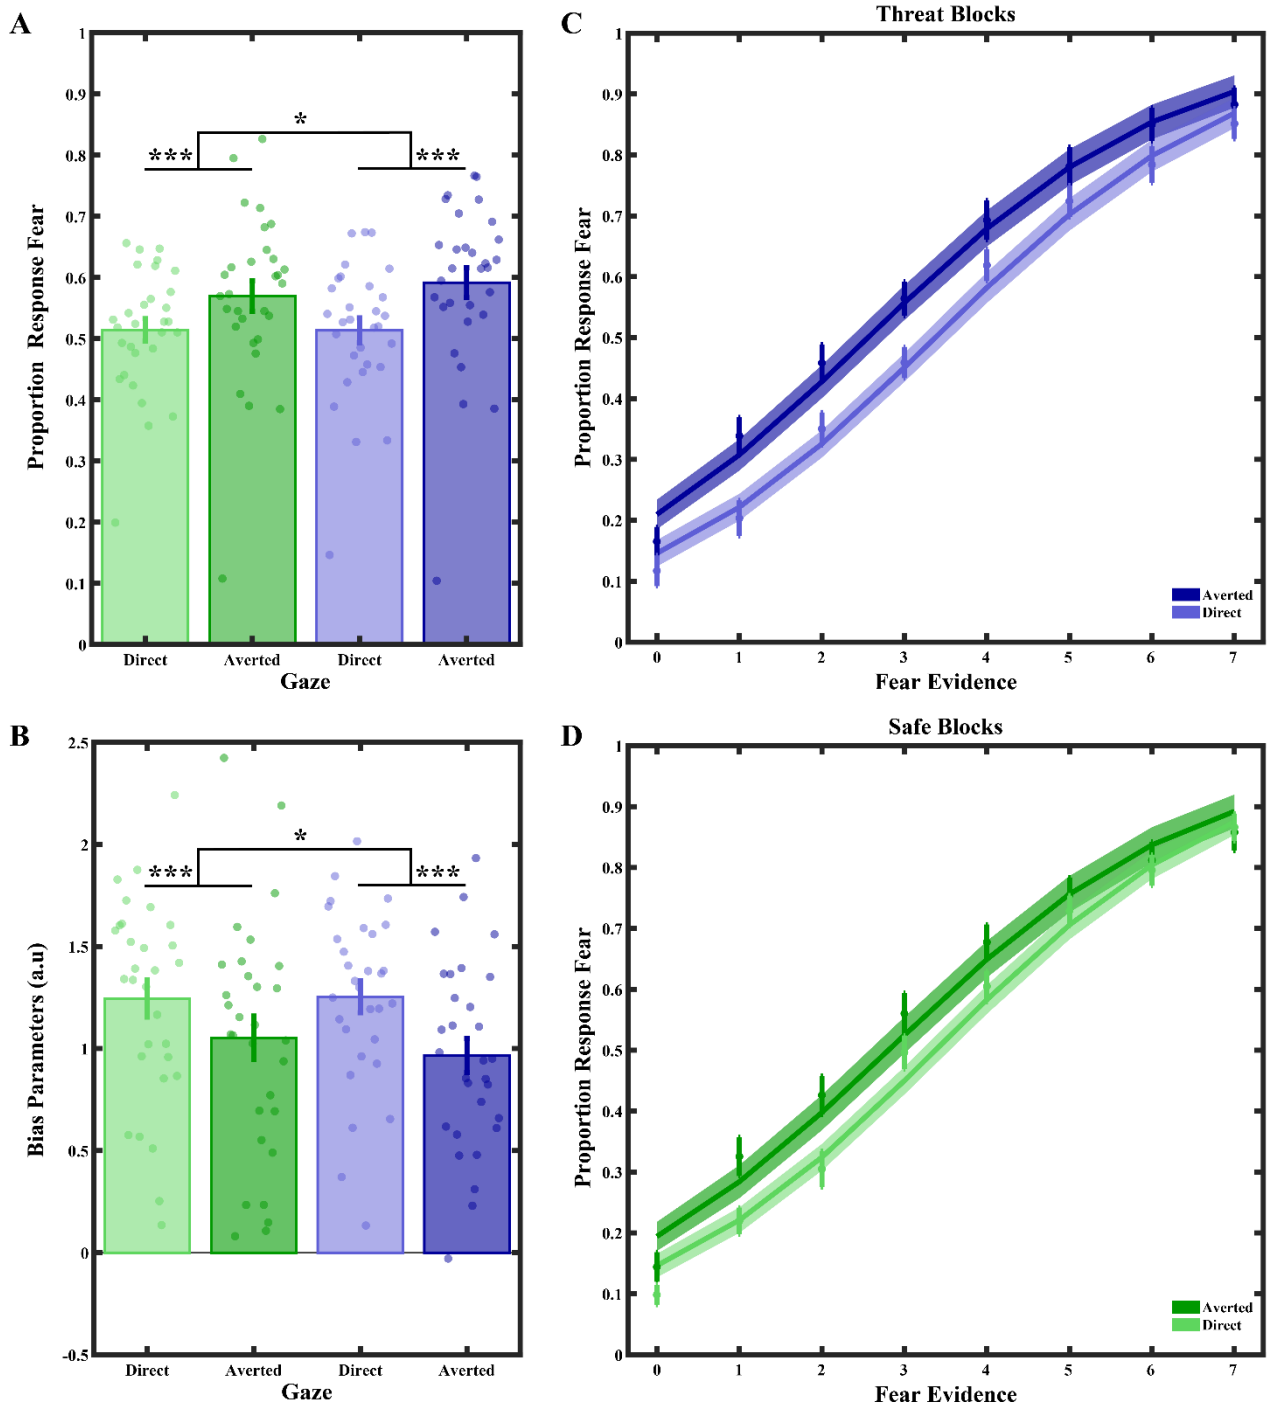 A
1
0.9
0.8
0.7
0.6
0.5
0.4
0.3
0.2
0.1
0
Proportion Response Fear
*
***
***
Direct
Averted
Direct
Averted
Gaze
C
Threat Blocks
1
0.9
0.8
0.7
0.6
0.5
0.4
0.3
0.2
0.1
0
Proportion Response Fear
Averted
Direct
0
1
2
3
4
5
6
7
Fear Evidence
B
2.5
2
1.5
1
0.5
0
-0.5
Bias Parameters (a.u)
*
***
***
Direct
Averted
Direct
Averted
Gaze
D
Safe Blocks
1
0.9
0.8
0.7
0.6
0.5
0.4
0.3
0.2
0.1
0
Proportion Response Fear
Averted
Direct
0
1
2
3
4
5
6
7
Fear Evidence